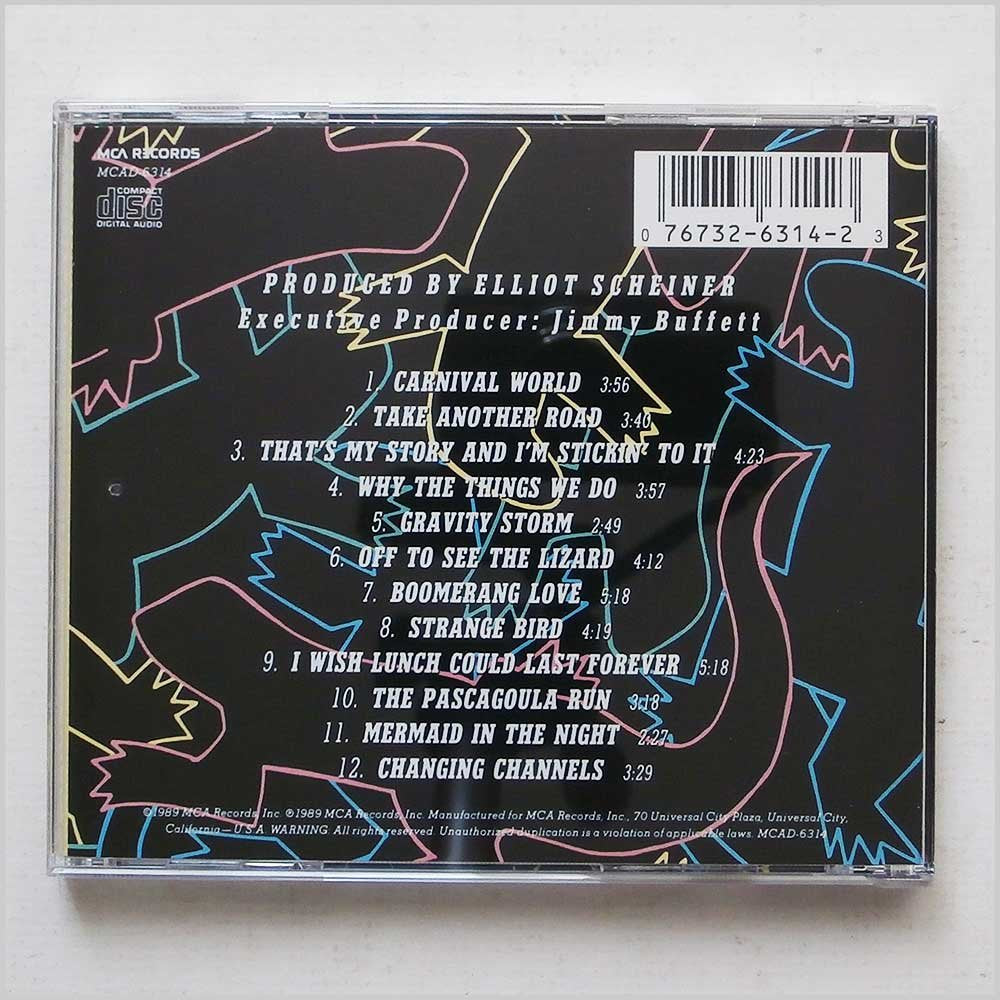 MCA RECORDS
MCAD-6314
COMPACT
disc
DIGITAL AUDIO
0 76732-6314-2 3
PRODUCED BY ELLIOT SCHEINER
Executive Producer: Jimmy Buffett
1. CARNIVAL WORLD 3:56
2. TAKE ANOTHER ROAD 3:40
3. THAT'S MY STORY AND I'M STICKIN' TO IT 4:23
4. WHY THE THINGS WE DO 3:57
5. GRAVITY STORM 2:49
6. OFF TO SEE THE LIZARD 4:12
7. BOOMERANG LOVE 5:18
8. STRANGE BIRD 4:19
9. I WISH LUNCH COULD LAST FOREVER 5:18
10. THE PASCAGOULA RUN 3:18
11. MERMAID IN THE NIGHT 2:27
12. CHANGING CHANNELS 3:29
©1989 MCA Records, Inc. ℗1989 MCA Records, Inc. Manufactured for MCA Records, Inc., 70 Universal City Plaza, Universal City,
California—U.S.A. WARNING. All rights reserved. Unauthorized duplication is a violation of applicable laws. MCAD-6314